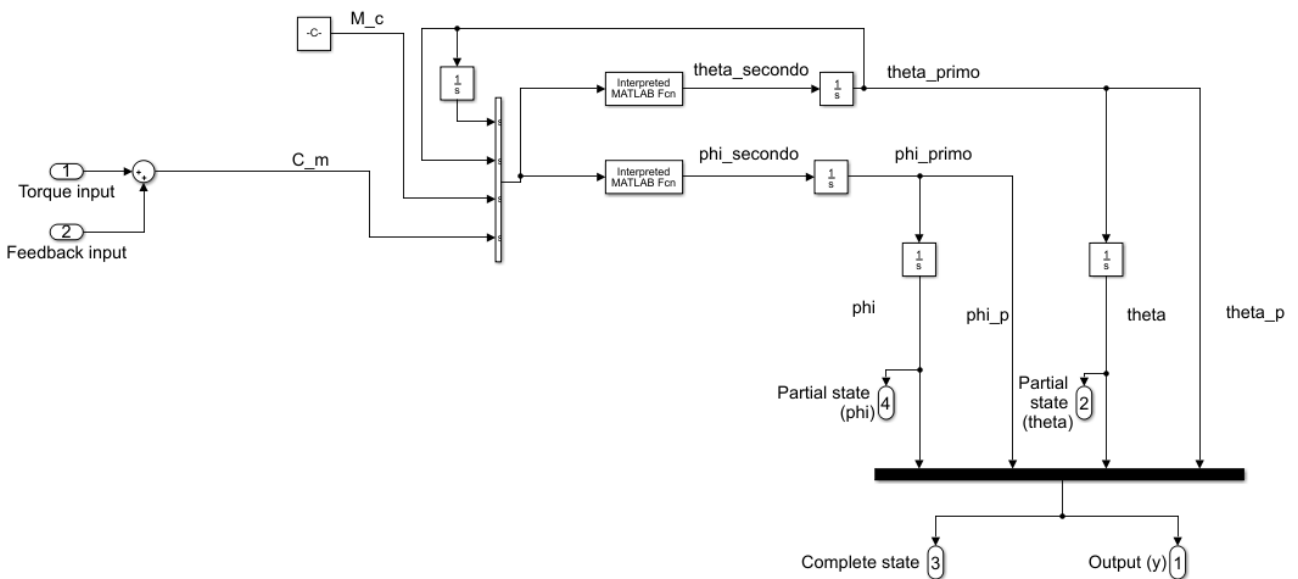 M_c
-C-
1
s
Interpreted
MATLAB Fcn
theta_secondo
1
s
theta_primo
1
Torque input
+
+
C_m
2
Feedback input
Interpreted
MATLAB Fcn
phi_secondo
1
s
phi_primo
1
s
1
s
phi
phi_p
theta
theta_p
Partial state
(phi)
4
Partial
state
(theta)
2
Complete state
3
Output (y)
1